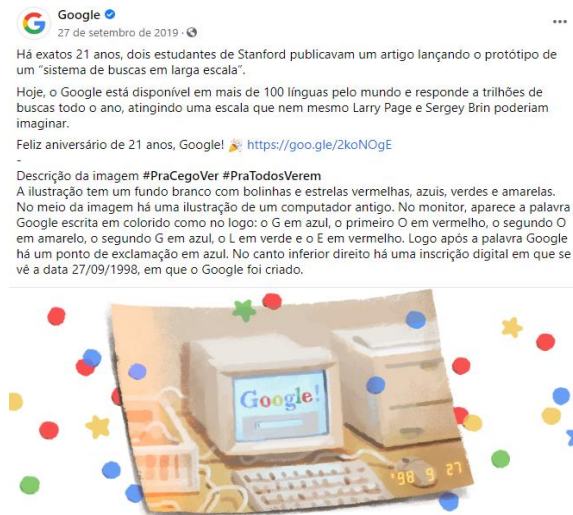 Google
27 de setembro de 2019 ·
Há exatos 21 anos, dois estudantes de Stanford publicavam um artigo lançando o protótipo de
um "sistema de buscas em larga escala".
Hoje, o Google está disponível em mais de 100 línguas pelo mundo e responde a trilhões de
buscas todo o ano, atingindo uma escala que nem mesmo Larry Page e Sergey Brin poderiam
imaginar.
Feliz aniversário de 21 anos, Google! 🎉 https://goo.gle/2koNOgE
-
Descrição da imagem #PraCegoVer #PraTodosVerem
A ilustração tem um fundo branco com bolinhas e estrelas vermelhas, azuis, verdes e amarelas.
No meio da imagem há uma ilustração de um computador antigo. No monitor, aparece a palavra
Google escrita em colorido como no logo: o G em azul, o primeiro O em vermelho, o segundo O
em amarelo, o segundo G em azul, o L em verde e o E em vermelho. Logo após a palavra Google
há um ponto de exclamação em azul. No canto inferior direito há uma inscrição digital em que se
vê a data 27/09/1998, em que o Google foi criado.
Google!
'98 9 27